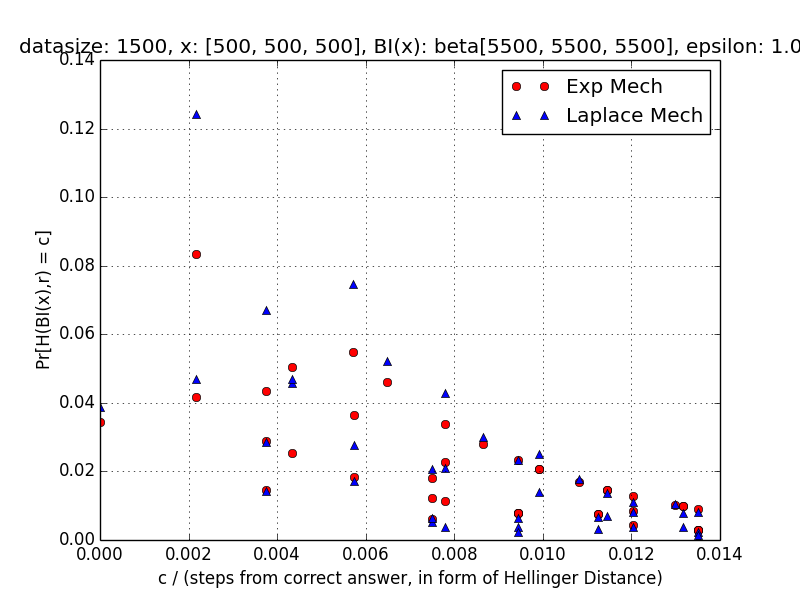 datasize: 1500, x: [500, 500, 500], BI(x): beta[5500, 5500, 5500], epsilon: 1.0
0.14
0.12
0.10
0.08
0.06
0.04
0.02
0.00
Pr[H(BI(x),r) = c]
Exp Mech
Laplace Mech
0.000 0.002 0.004 0.006 0.008 0.010 0.012 0.014
c / (steps from correct answer, in form of Hellinger Distance)